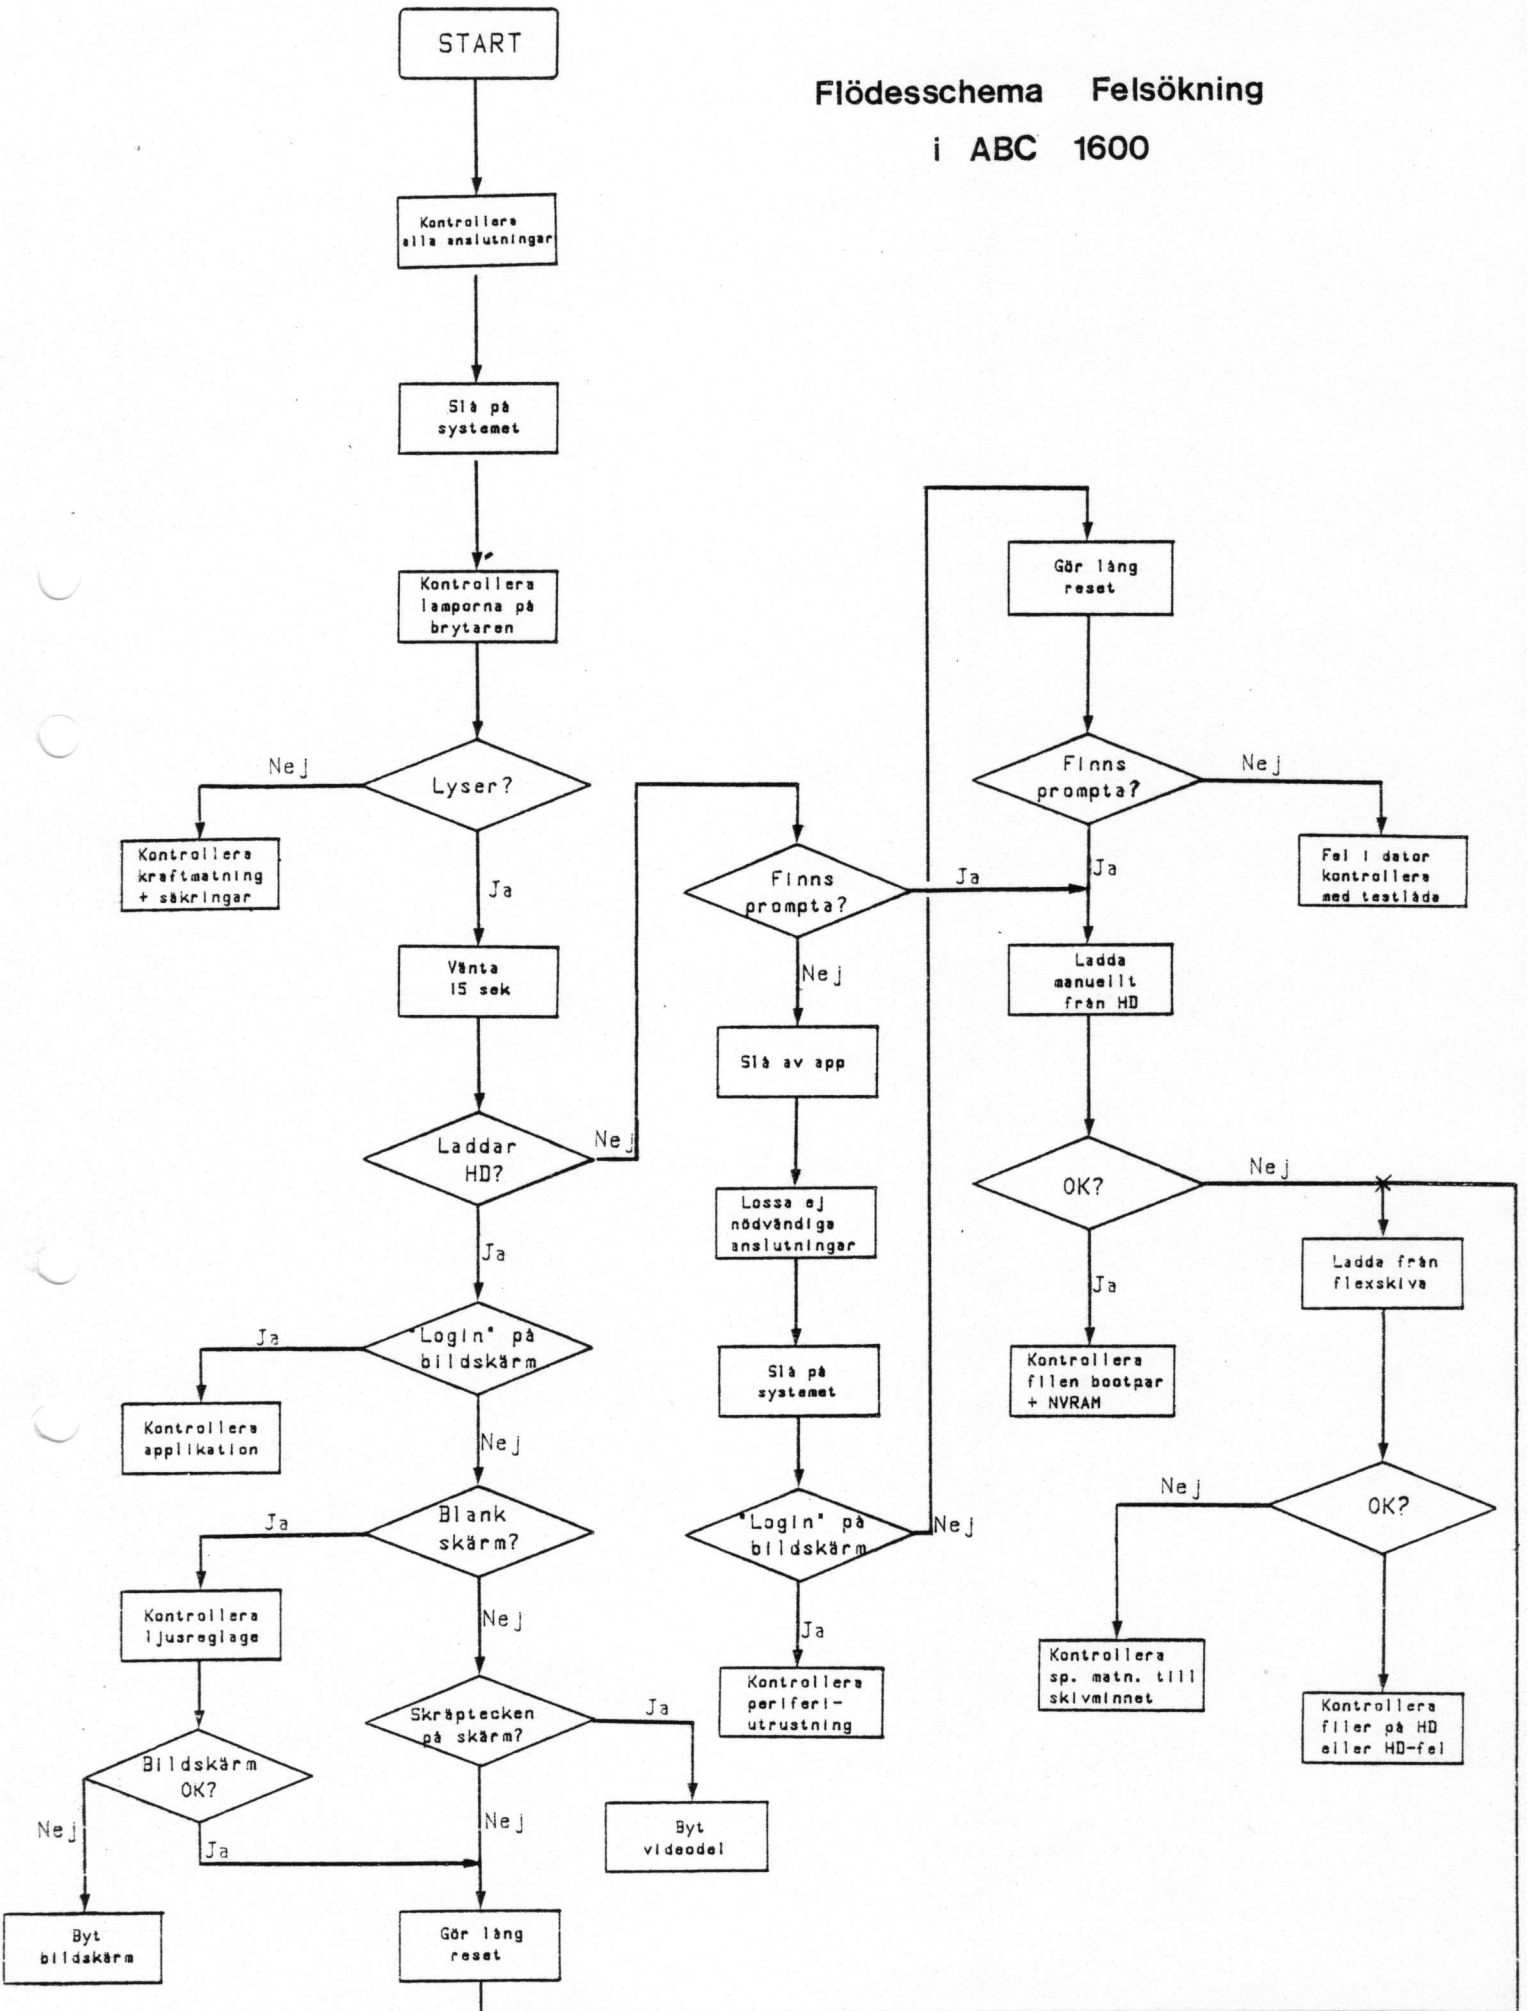 START
Flödesschema Felsökning
i ABC 1600
Kontrollera
alla anslutningar
Slå på
systemet
Kontrollera
lamporna på
brytaren
Lyser?
Nej
Kontrollera
kraftmatning
+ säkringar
Ja
Vänta
15 sek
Laddar
HD?
Nej
Ja
"Login" på
bildskärm
Ja
Kontrollera
applikation
Nej
Blank
skärm?
Ja
Kontrollera
ljusreglage
Bildskärm
OK?
Nej
Byt
bildskärm
Ja
Nej
Skräptecken
på skärm?
Ja
Byt
videodel
Nej
Gör lång
reset
Finns
prompta?
Ja
Nej
Slå av app
Lossa ej
nödvändiga
anslutningar
Slå på
systemet
"Login" på
bildskärm
Nej
Ja
Kontrollera
periferi-
utrustning
Gör lång
reset
Finns
prompta?
Nej
Fel i dator
kontrollera
med testlåda
Ja
Ladda
manuellt
från HD
OK?
Nej
Ja
Kontrollera
filen bootpar
+ NVRAM
Ladda från
flexskiva
OK?
Nej
Kontrollera
sp. matn. till
skivminnet
Kontrollera
filer på HD
eller HD-fel